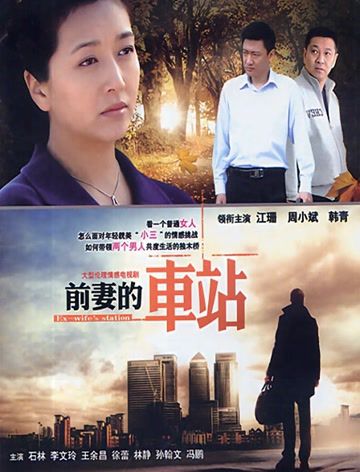 看一个普通女人
怎么面对年轻貌美“小三”的情感挑战
如何带领两个男人共度生活的独木桥
领衔主演 江珊 周小斌 韩青
大型伦理情感电视剧
前妻的車站
Ex-wife's station
主演 石林 李文玲 王余昌 徐蕾 林静 孙翰文 冯鹏